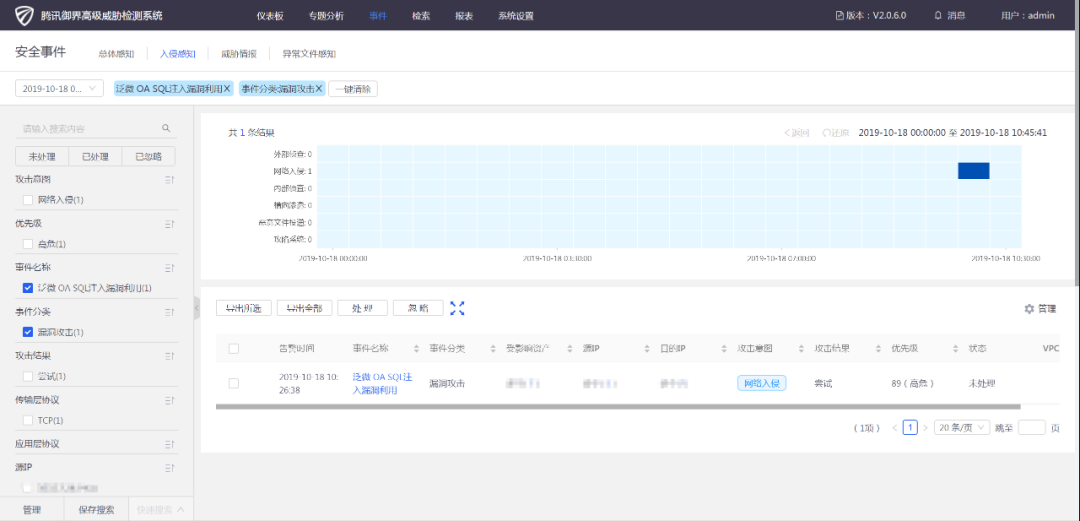 腾讯御界高级威胁检测系统 仪表板 专题分析 事件 检索 报表 系统设置 版本：V2.0.6.0 消息 用户：admin
安全事件 总体感知 入侵感知 威胁情报 异常文件感知
2019-10-18 0... 泛微 OA SQL注入漏洞利用X 事件分类:漏洞攻击X 一键清除
请输入搜索内容
未处理 已处理 已忽略
攻击意图
网络入侵(1)
优先级
高危(1)
事件名称
泛微 OA SQL注入漏洞利用(1)
事件分类
漏洞攻击(1)
攻击结果
尝试(1)
传输层协议
TCP(1)
应用层协议
源IP
管理 保存搜索 快速搜索
共 1 条结果 返回 还原 2019-10-18 00:00:00 至 2019-10-18 10:45:41
外部侦查: 0
网络入侵: 1
内部侦查: 0
横向渗透: 0
恶意文件投递: 0
攻陷系统: 0
2019-10-18 00:00:00 2019-10-18 03:30:00 2019-10-18 07:00:00 2019-10-18 10:30:00
导出所选 导出全部 处 理 忽 略 管理
告警时间 事件名称 事件分类 受影响资产 源IP 目的IP 攻击意图 攻击结果 优先级 状态 VPC
2019-10-18 10:26:38 泛微 OA SQL注入漏洞利用 漏洞攻击 网络入侵 尝试 89（高危） 未处理
（1项） 1 20 条/页 跳至 页